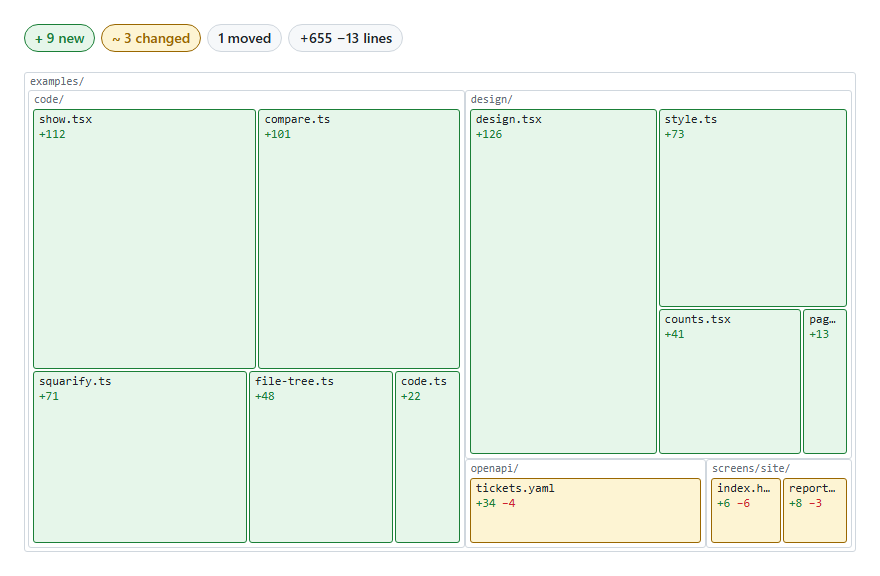 + 9 new
~ 3 changed
1 moved
+655 −13 lines
examples/
code/
show.tsx
+112
compare.ts
+101
squarify.ts
+71
file-tree.ts
+48
code.ts
+22
design/
design.tsx
+126
style.ts
+73
counts.tsx
+41
pag…
+13
openapi/
tickets.yaml
+34 −4
screens/site/
index.h…
+6 −6
report…
+8 −3